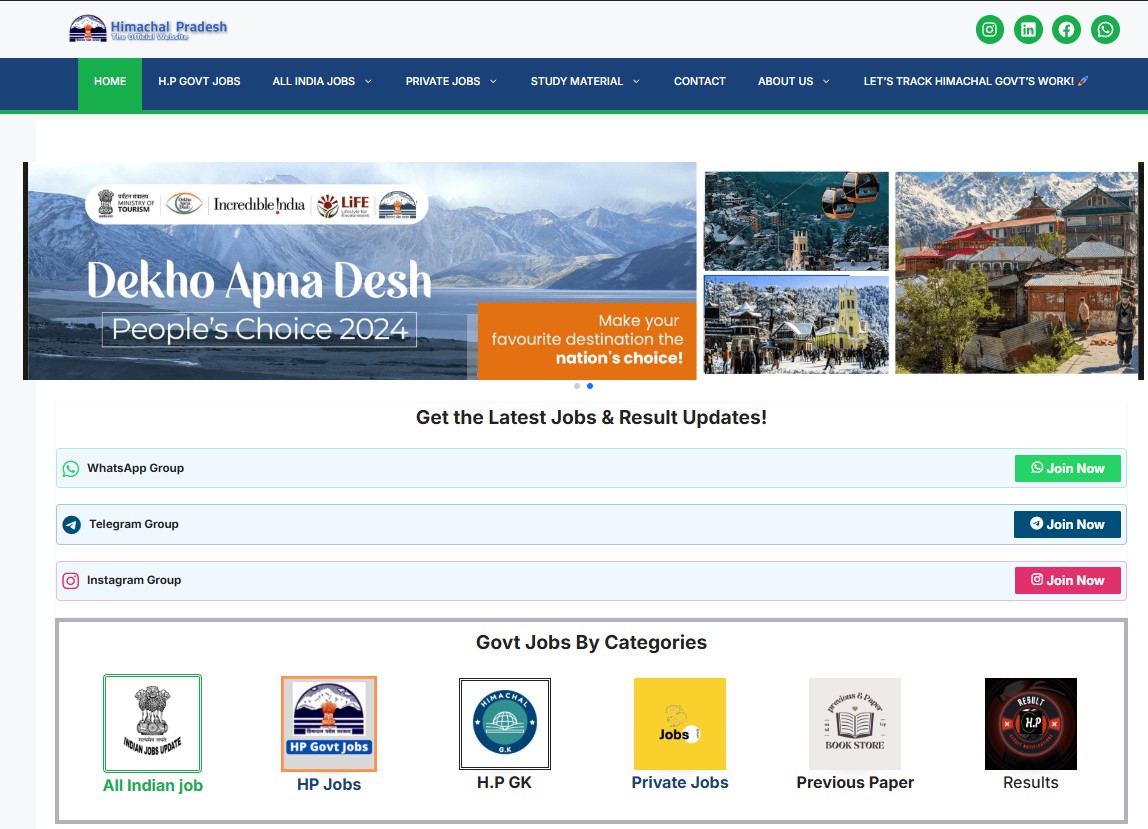 Himachal Pradesh
The Official Website
HOME
H.P GOVT JOBS
ALL INDIA JOBS
PRIVATE JOBS
STUDY MATERIAL
CONTACT
ABOUT US
LET'S TRACK HIMACHAL GOVT'S WORK! 🚀
पर्यटन मंत्रालय
MINISTRY OF
TOURISM
Incredible !ndia
LiFE
Lifestyle for
Environment
Dekho Apna Desh
People's Choice 2024
Make your
favourite destination the
nation's choice!
Get the Latest Jobs & Result Updates!
WhatsApp Group
Join Now
Telegram Group
Join Now
Instagram Group
Join Now
Govt Jobs By Categories
सत्यमेव जयते
INDIAN JOBS UPDATE
All Indian job
HP Govt Jobs
HP Jobs
HIMACHAL
G.K
H.P GK
Jobs
Private Jobs
previous & Paper
BOOK STORE
Previous Paper
RESULT
H.P
Results